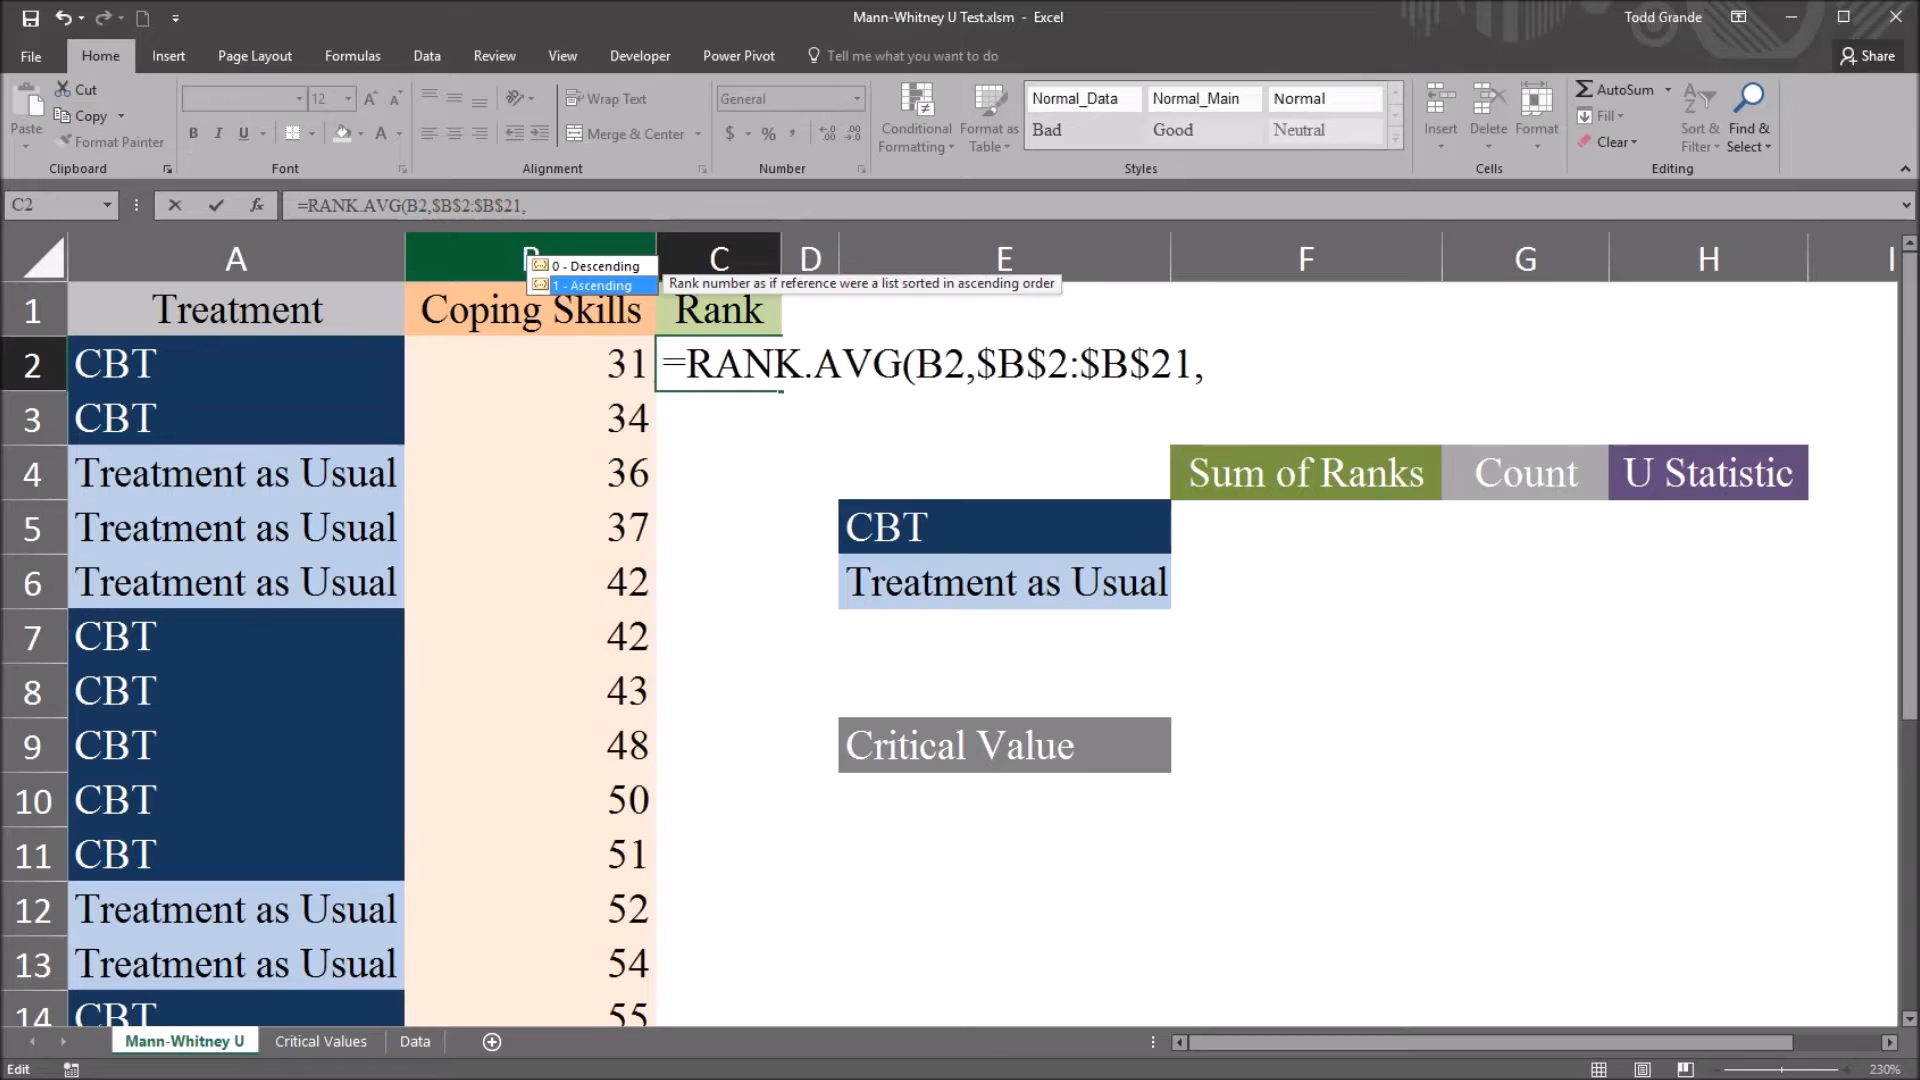 Mann-Whitney U Test.xlsm - Excel
Todd Grande
File Home Insert Page Layout Formulas Data Review View Developer Power Pivot Tell me what you want to do Share
Paste Cut Copy Format Painter Clipboard
12 A A B I U A Font
Wrap Text Merge & Center Alignment
General $ % , Number
Conditional Formatting Format as Table
Normal_Data Normal_Main Normal
Bad Good Neutral
Styles
Insert Delete Format Cells
AutoSum Fill Clear Sort & Filter Find & Select Editing
C2 fx =RANK.AVG(B2,$B$2:$B$21,
A C D E F G H I
0 - Descending
1 - Ascending Rank number as if reference were a list sorted in ascending order
1 Treatment Coping Skills Rank
2 CBT 31 =RANK.AVG(B2,$B$2:$B$21,
3 CBT 34
4 Treatment as Usual 36 Sum of Ranks Count U Statistic
5 Treatment as Usual 37 CBT
6 Treatment as Usual 42 Treatment as Usual
7 CBT 42
8 CBT 43
9 CBT 48 Critical Value
10 CBT 50
11 CBT 51
12 Treatment as Usual 52
13 Treatment as Usual 54
14 CBT 55
Mann-Whitney U Critical Values Data
Edit 230%